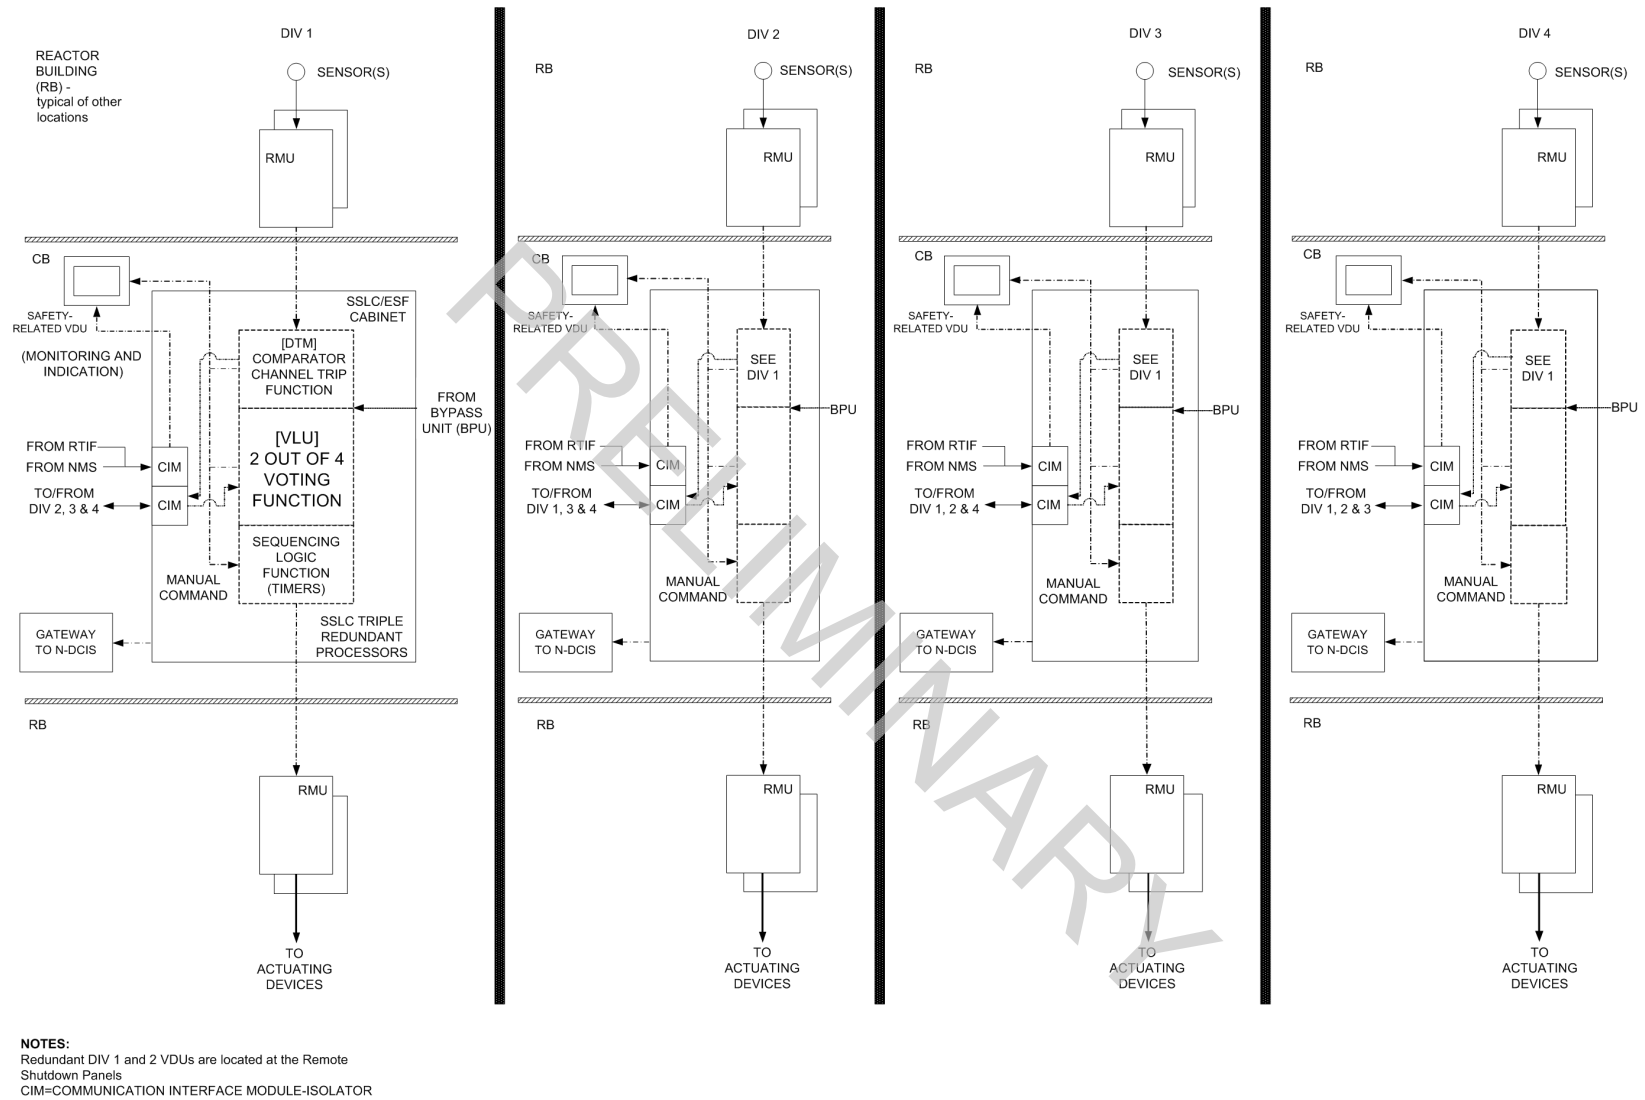 DIV 1
REACTOR
BUILDING
(RB) -
typical of other
locations
SENSOR(S)
RMU
CB
SAFETY-
RELATED VDU
(MONITORING AND
INDICATION)
SSLC/ESF
CABINET
[DTM]
COMPARATOR
CHANNEL TRIP
FUNCTION
FROM
BYPASS
UNIT (BPU)
[VLU]
2 OUT OF 4
VOTING
FUNCTION
FROM RTIF
FROM NMS
CIM
TO/FROM
DIV 2, 3 & 4
CIM
SEQUENCING
LOGIC
FUNCTION
(TIMERS)
MANUAL
COMMAND
SSLC TRIPLE
REDUNDANT
PROCESSORS
GATEWAY
TO N-DCIS
RB
RMU
TO
ACTUATING
DEVICES
DIV 2
RB
SENSOR(S)
RMU
CB
SAFETY-
RELATED VDU
SEE
DIV 1
BPU
FROM RTIF
FROM NMS
CIM
TO/FROM
DIV 1, 3 & 4
CIM
MANUAL
COMMAND
GATEWAY
TO N-DCIS
RB
RMU
TO
ACTUATING
DEVICES
DIV 3
RB
SENSOR(S)
RMU
CB
SAFETY-
RELATED VDU
SEE
DIV 1
BPU
FROM RTIF
FROM NMS
CIM
TO/FROM
DIV 1, 2 & 4
CIM
MANUAL
COMMAND
GATEWAY
TO N-DCIS
RB
RMU
TO
ACTUATING
DEVICES
DIV 4
RB
SENSOR(S)
RMU
CB
SAFETY-
RELATED VDU
SEE
DIV 1
BPU
FROM RTIF
FROM NMS
CIM
TO/FROM
DIV 1, 2 & 3
CIM
MANUAL
COMMAND
GATEWAY
TO N-DCIS
RB
RMU
TO
ACTUATING
DEVICES
PRELIMINARY
NOTES:
Redundant DIV 1 and 2 VDUs are located at the Remote
Shutdown Panels
CIM=COMMUNICATION INTERFACE MODULE-ISOLATOR